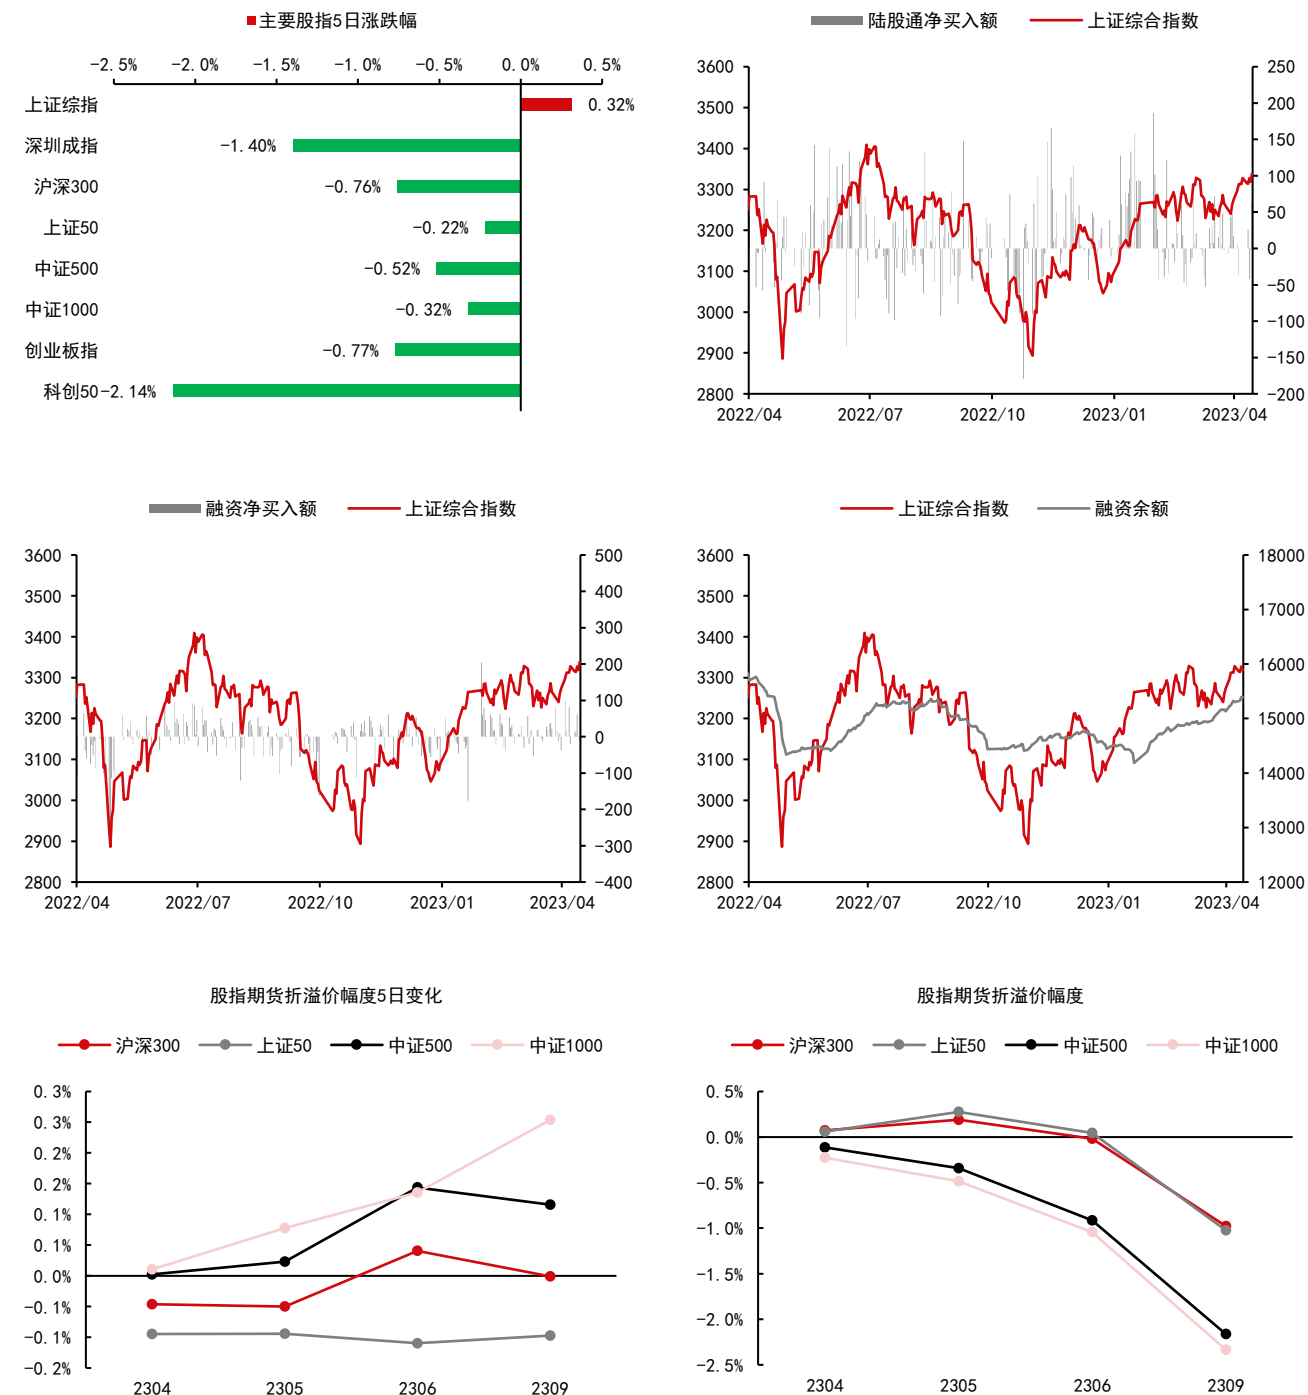 主要股指5日涨跌幅
-2.5% -2.0% -1.5% -1.0% -0.5% 0.0% 0.5%
上证综指 0.32%
深圳成指 -1.40%
沪深300 -0.76%
上证50 -0.22%
中证500 -0.52%
中证1000 -0.32%
创业板指 -0.77%
科创50 -2.14%
陆股通净买入额 上证综合指数
3600 250
3500 200
3400 150
3300 100
3200 50
3100 0
3000 -50
2900 -100
2800 -150
-200
2022/04 2022/07 2022/10 2023/01 2023/04
融资净买入额 上证综合指数
3600 500
3500 400
3400 300
3300 200
3200 100
3100 0
3000 -100
2900 -200
2800 -300
-400
2022/04 2022/07 2022/10 2023/01 2023/04
上证综合指数 融资余额
3600 18000
3500 17000
3400 16000
3300 15000
3200 14000
3100 13000
3000 12000
2900
2800
2022/04 2022/07 2022/10 2023/01 2023/04
股指期货折溢价幅度5日变化
沪深300 上证50 中证500 中证1000
0.3%
0.3%
0.2%
0.2%
0.1%
0.1%
0.0%
-0.1%
-0.1%
-0.2%
2304 2305 2306 2309
股指期货折溢价幅度
沪深300 上证50 中证500 中证1000
0.5%
0.0%
-0.5%
-1.0%
-1.5%
-2.0%
-2.5%
2304 2305 2306 2309